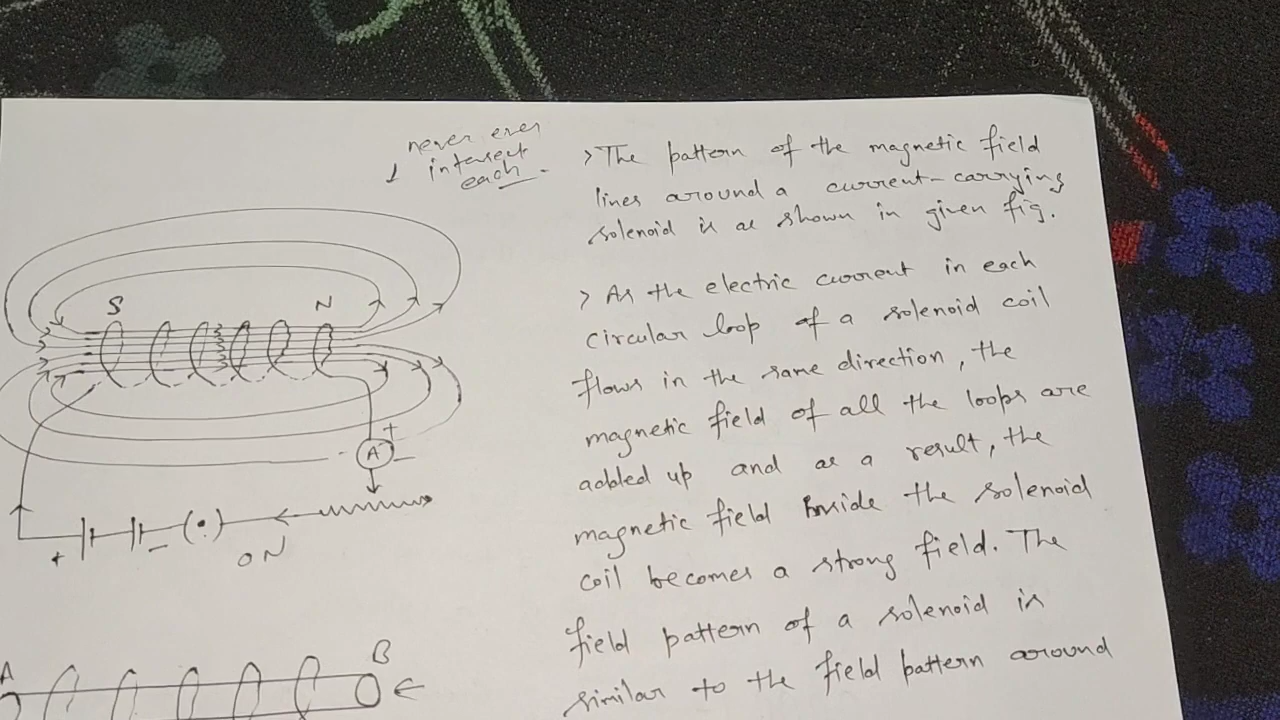 never ever
intersect
each
> The pattern of the magnetic field
lines around a current-carrying
solenoid is as shown in given fig.
> As the electric current in each
circular loop of a solenoid coil
flows in the same direction, the
magnetic field of all the loops are
added up and as a result, the
magnetic field inside the solenoid
coil becomes a strong field. The
field pattern of a solenoid is
similar to the field pattern around
S
N
+
A
-
+
-
(•)
ON
A
B